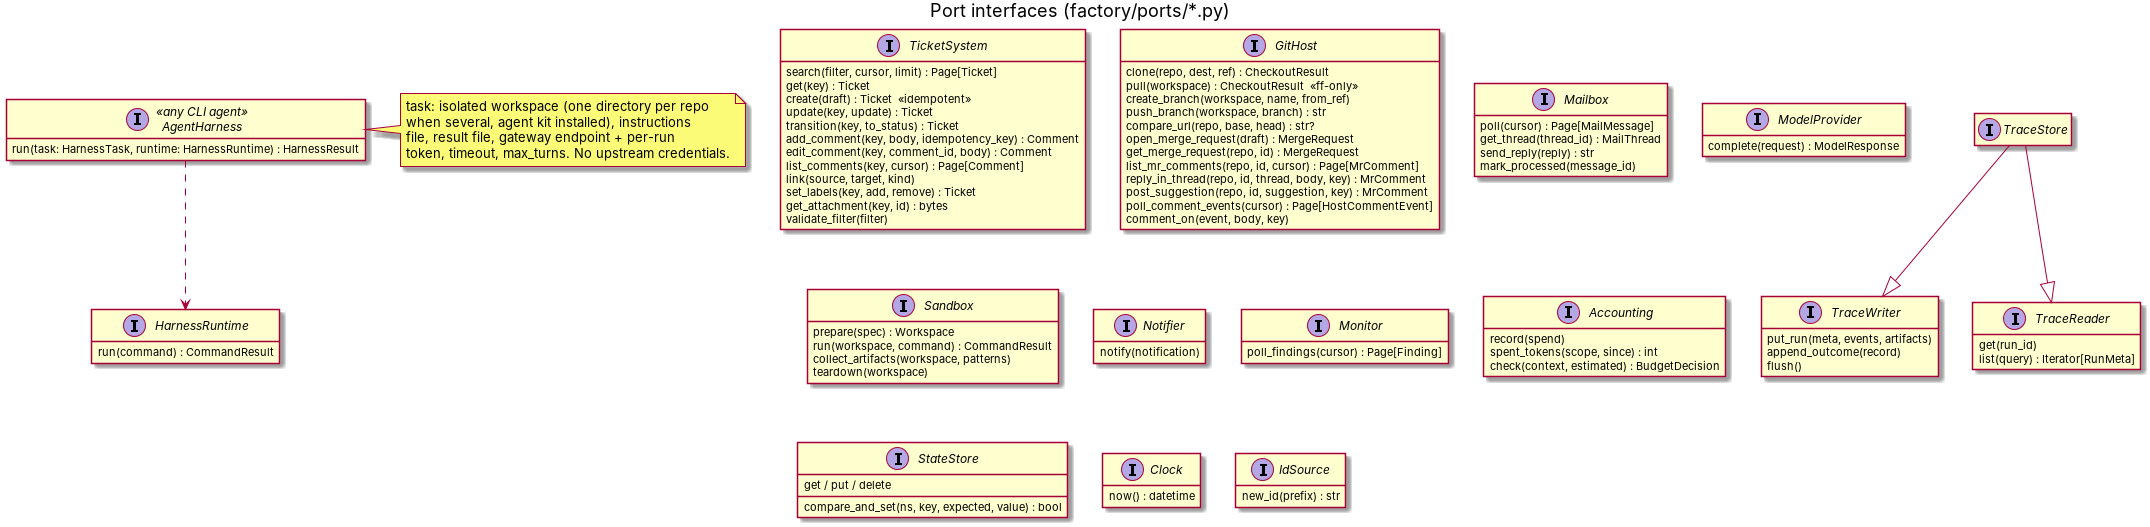 Port interfaces (factory/ports/*.py)
«any CLI agent»
AgentHarness
run(task: HarnessTask, runtime: HarnessRuntime) : HarnessResult
task: isolated workspace (one directory per repo
when several, agent kit installed), instructions
file, result file, gateway endpoint + per-run
token, timeout, max_turns. No upstream credentials.
TicketSystem
search(filter, cursor, limit) : Page[Ticket]
get(key) : Ticket
create(draft) : Ticket «idempotent»
update(key, update) : Ticket
transition(key, to_status) : Ticket
add_comment(key, body, idempotency_key) : Comment
edit_comment(key, comment_id, body) : Comment
list_comments(key, cursor) : Page[Comment]
link(source, target, kind)
set_labels(key, add, remove) : Ticket
get_attachment(key, id) : bytes
validate_filter(filter)
GitHost
clone(repo, dest, ref) : CheckoutResult
pull(workspace) : CheckoutResult «ff-only»
create_branch(workspace, name, from_ref)
push_branch(workspace, branch) : str
compare_url(repo, base, head) : str?
open_merge_request(draft) : MergeRequest
get_merge_request(repo, id) : MergeRequest
list_mr_comments(repo, id, cursor) : Page[MrComment]
reply_in_thread(repo, id, thread, body, key) : MrComment
post_suggestion(repo, id, suggestion, key) : MrComment
poll_comment_events(cursor) : Page[HostCommentEvent]
comment_on(event, body, key)
Mailbox
poll(cursor) : Page[MailMessage]
get_thread(thread_id) : MailThread
send_reply(reply) : str
mark_processed(message_id)
ModelProvider
complete(request) : ModelResponse
TraceStore
HarnessRuntime
run(command) : CommandResult
Sandbox
prepare(spec) : Workspace
run(workspace, command) : CommandResult
collect_artifacts(workspace, patterns)
teardown(workspace)
Notifier
notify(notification)
Monitor
poll_findings(cursor) : Page[Finding]
Accounting
record(spend)
spent_tokens(scope, since) : int
check(context, estimated) : BudgetDecision
TraceWriter
put_run(meta, events, artifacts)
append_outcome(record)
flush()
TraceReader
get(run_id)
list(query) : Iterator[RunMeta]
StateStore
get / put / delete
compare_and_set(ns, key, expected, value) : bool
Clock
now() : datetime
IdSource
new_id(prefix) : str